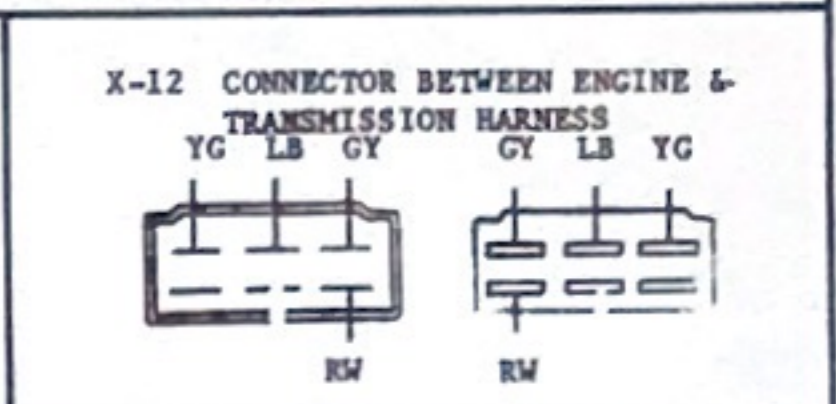 X-12 CONNECTOR BETWEEN ENGINE &
TRANSMISSION HARNESS
YG LB GY GY LB YG
RW RW